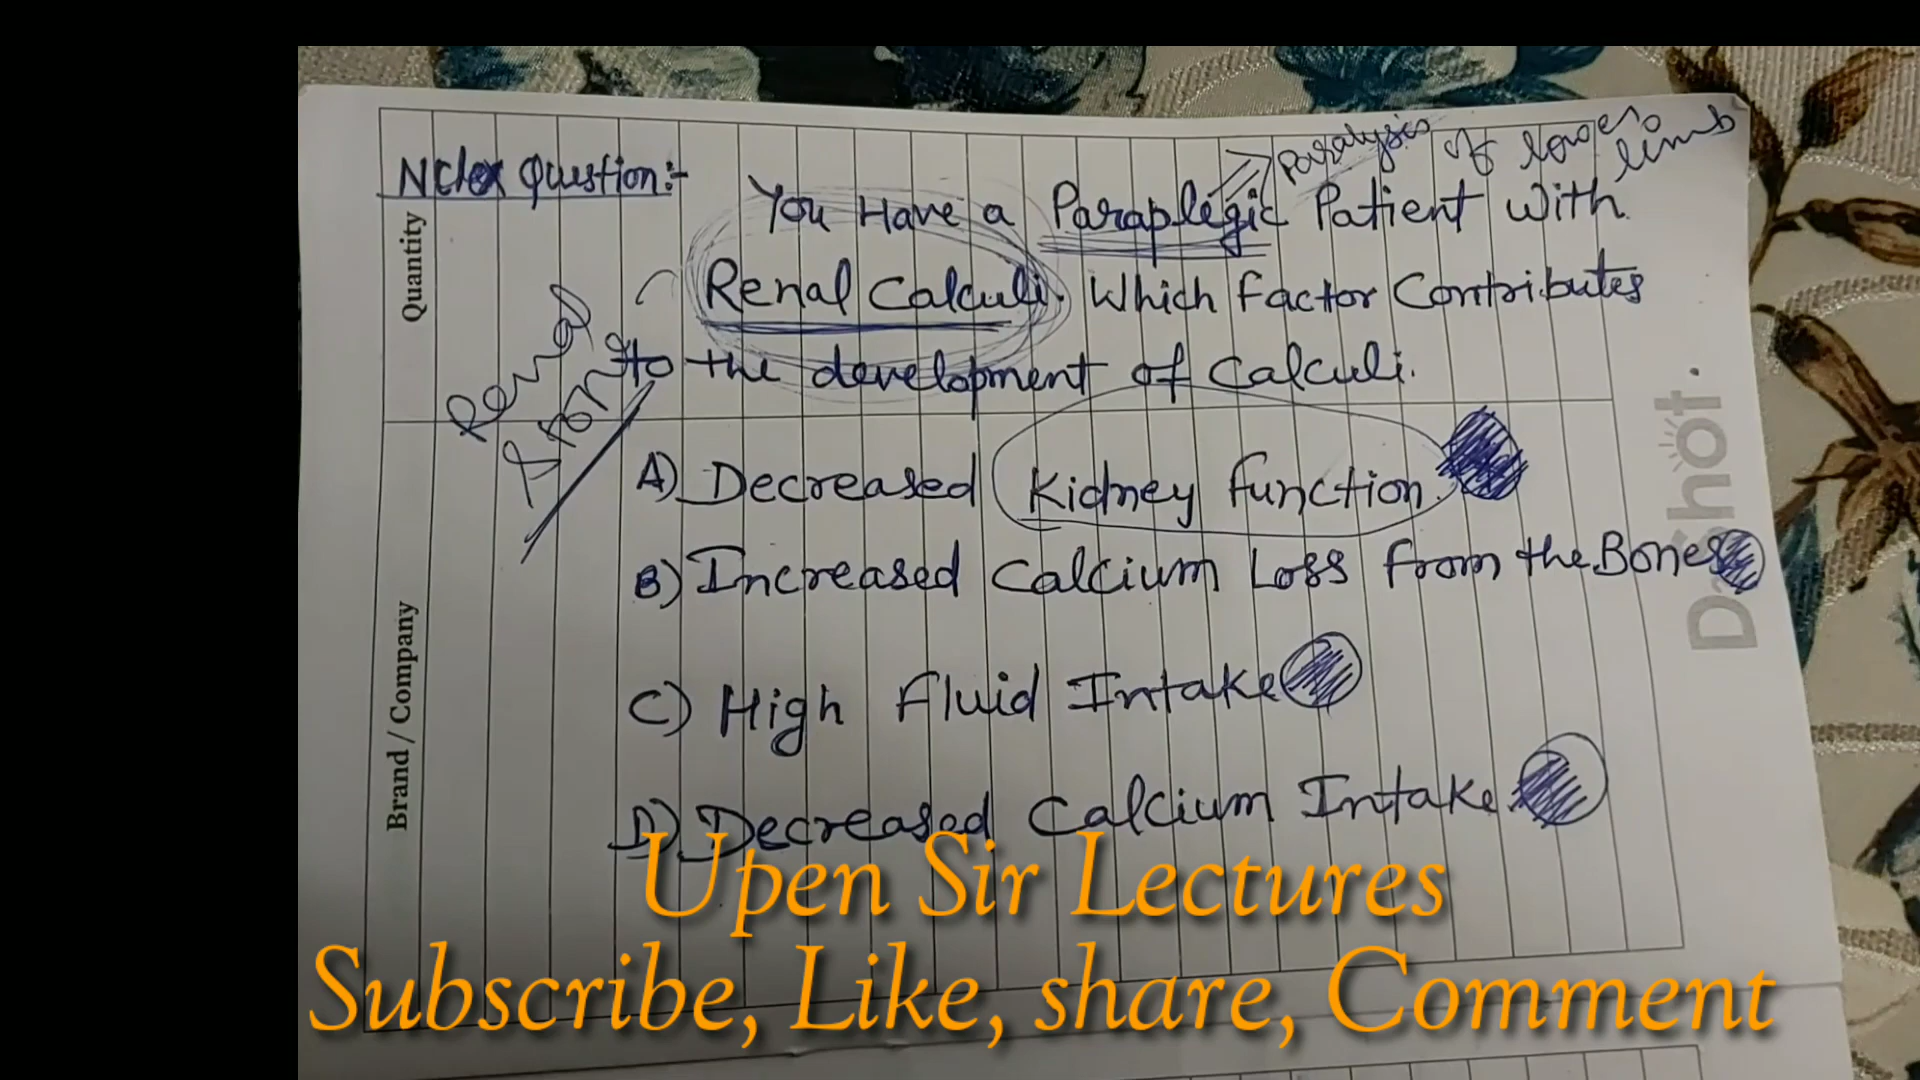 Nclex Question:-
Paralysis of lower limb
You Have a Paraplegic Patient With
Renal Calculi. Which Factor Contributes
to the development of Calculi.
Renal
Stone
A) Decreased Kidney Function.
B) Increased Calcium Loss From the Bones
C) High Fluid Intake
D) Decreased Calcium Intake
Quantity
Brand / Company
Upen Sir Lectures
Subscribe, Like, share, Comment